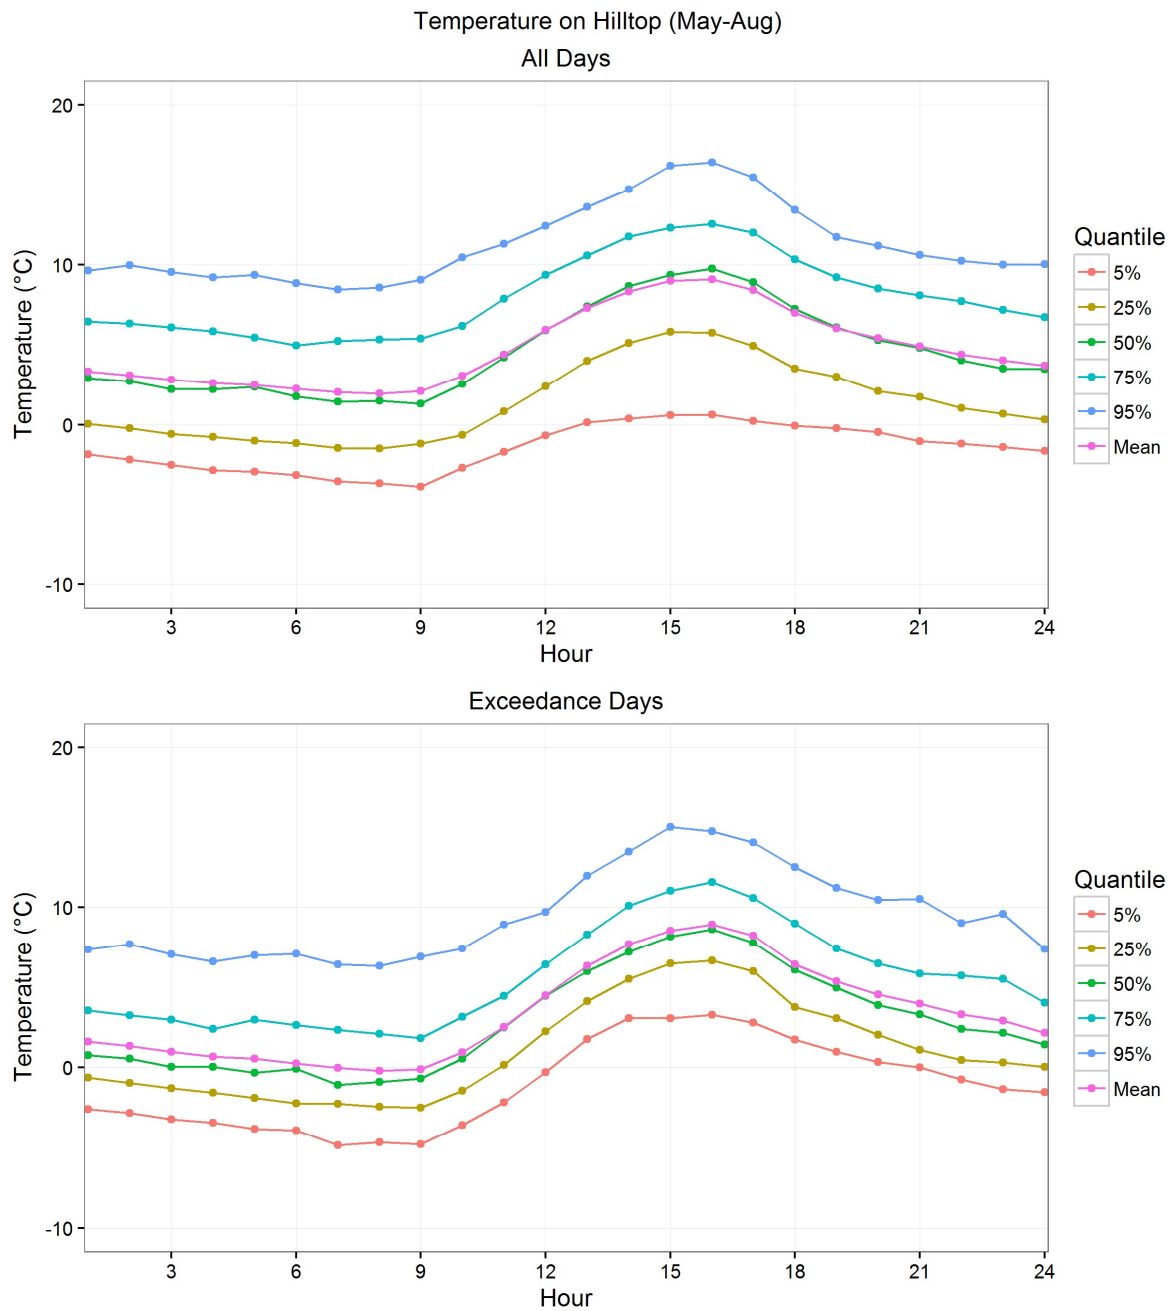 Temperature on Hilltop (May-Aug)
All Days
20
10
0
-10
Temperature (°C)
3 6 9 12 15 18 21 24
Hour
Quantile
5%
25%
50%
75%
95%
Mean
Exceedance Days
20
10
0
-10
Temperature (°C)
3 6 9 12 15 18 21 24
Hour
Quantile
5%
25%
50%
75%
95%
Mean